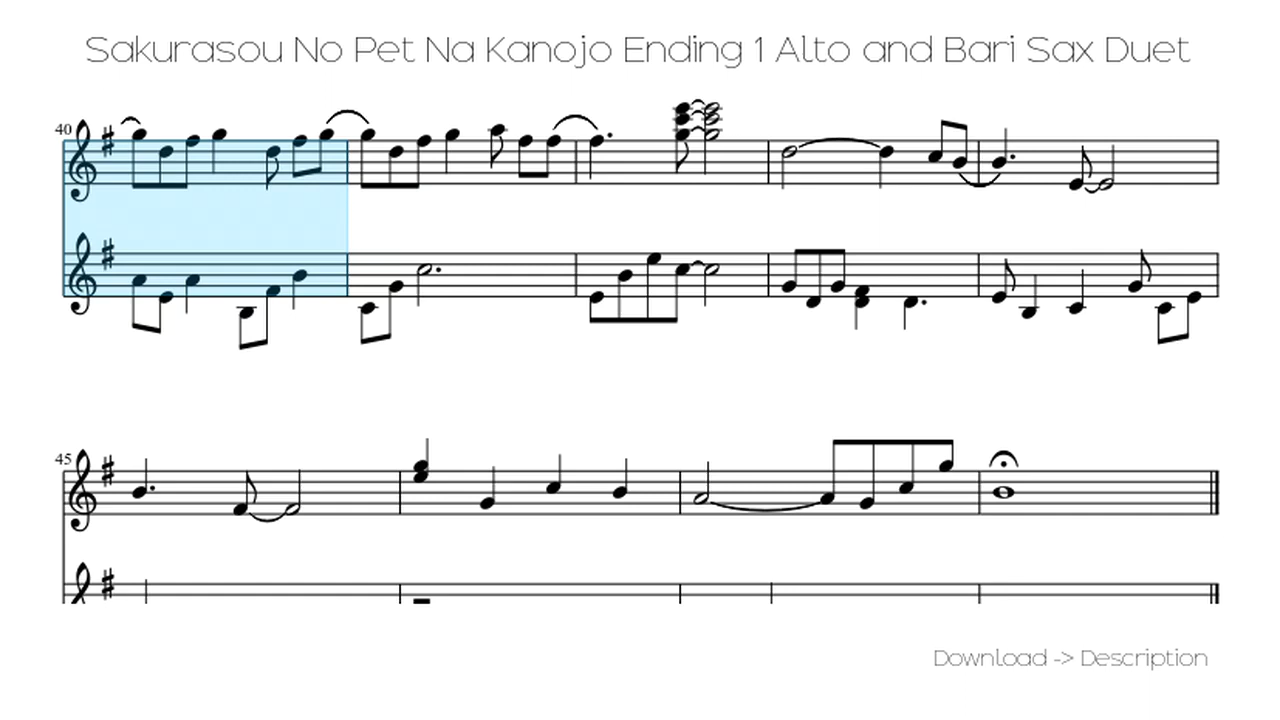 Sakurasou No Pet Na Kanojo Ending 1 Alto and Bari Sax Duet
40
45
Download -> Description